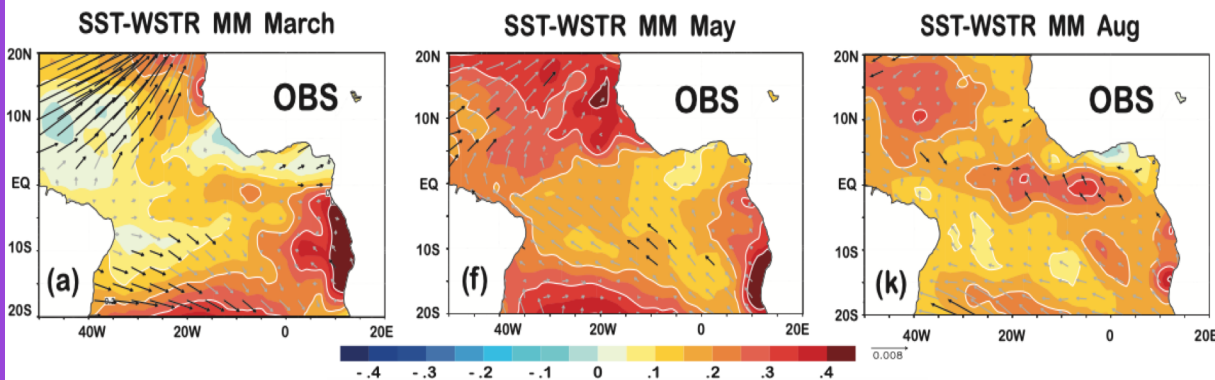 SST-WSTR MM March
SST-WSTR MM May
SST-WSTR MM Aug
20N
10N
EQ
10S
20S
40W
20W
0
20E
OBS
(a)
20N
10N
EQ
10S
20S
40W
20W
0
20E
OBS
(f)
20N
10N
EQ
10S
20S
40W
20W
0
20E
OBS
(k)
-.4 -.3 -.2 -.1 0 .1 .2 .3 .4
0.008